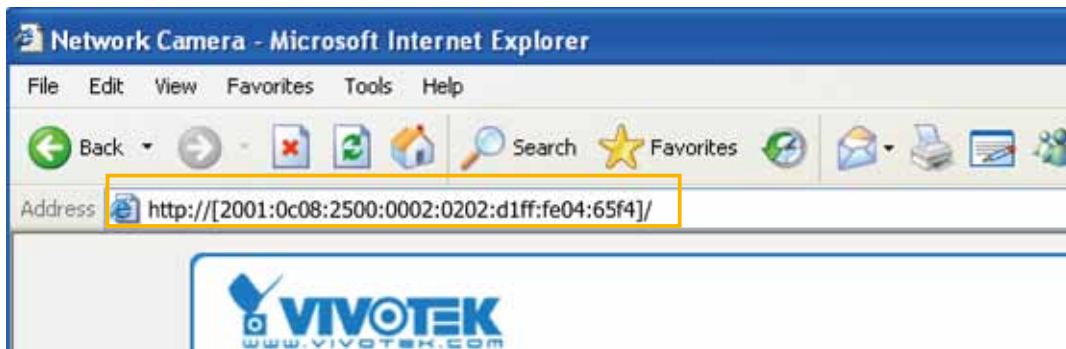 Network Camera - Microsoft Internet Explorer
File Edit View Favorites Tools Help
Back Search Favorites
Address http://[2001:0c08:2500:0002:0202:d1ff:fe04:65f4]/
VIVOTEK
www.vivotek.com